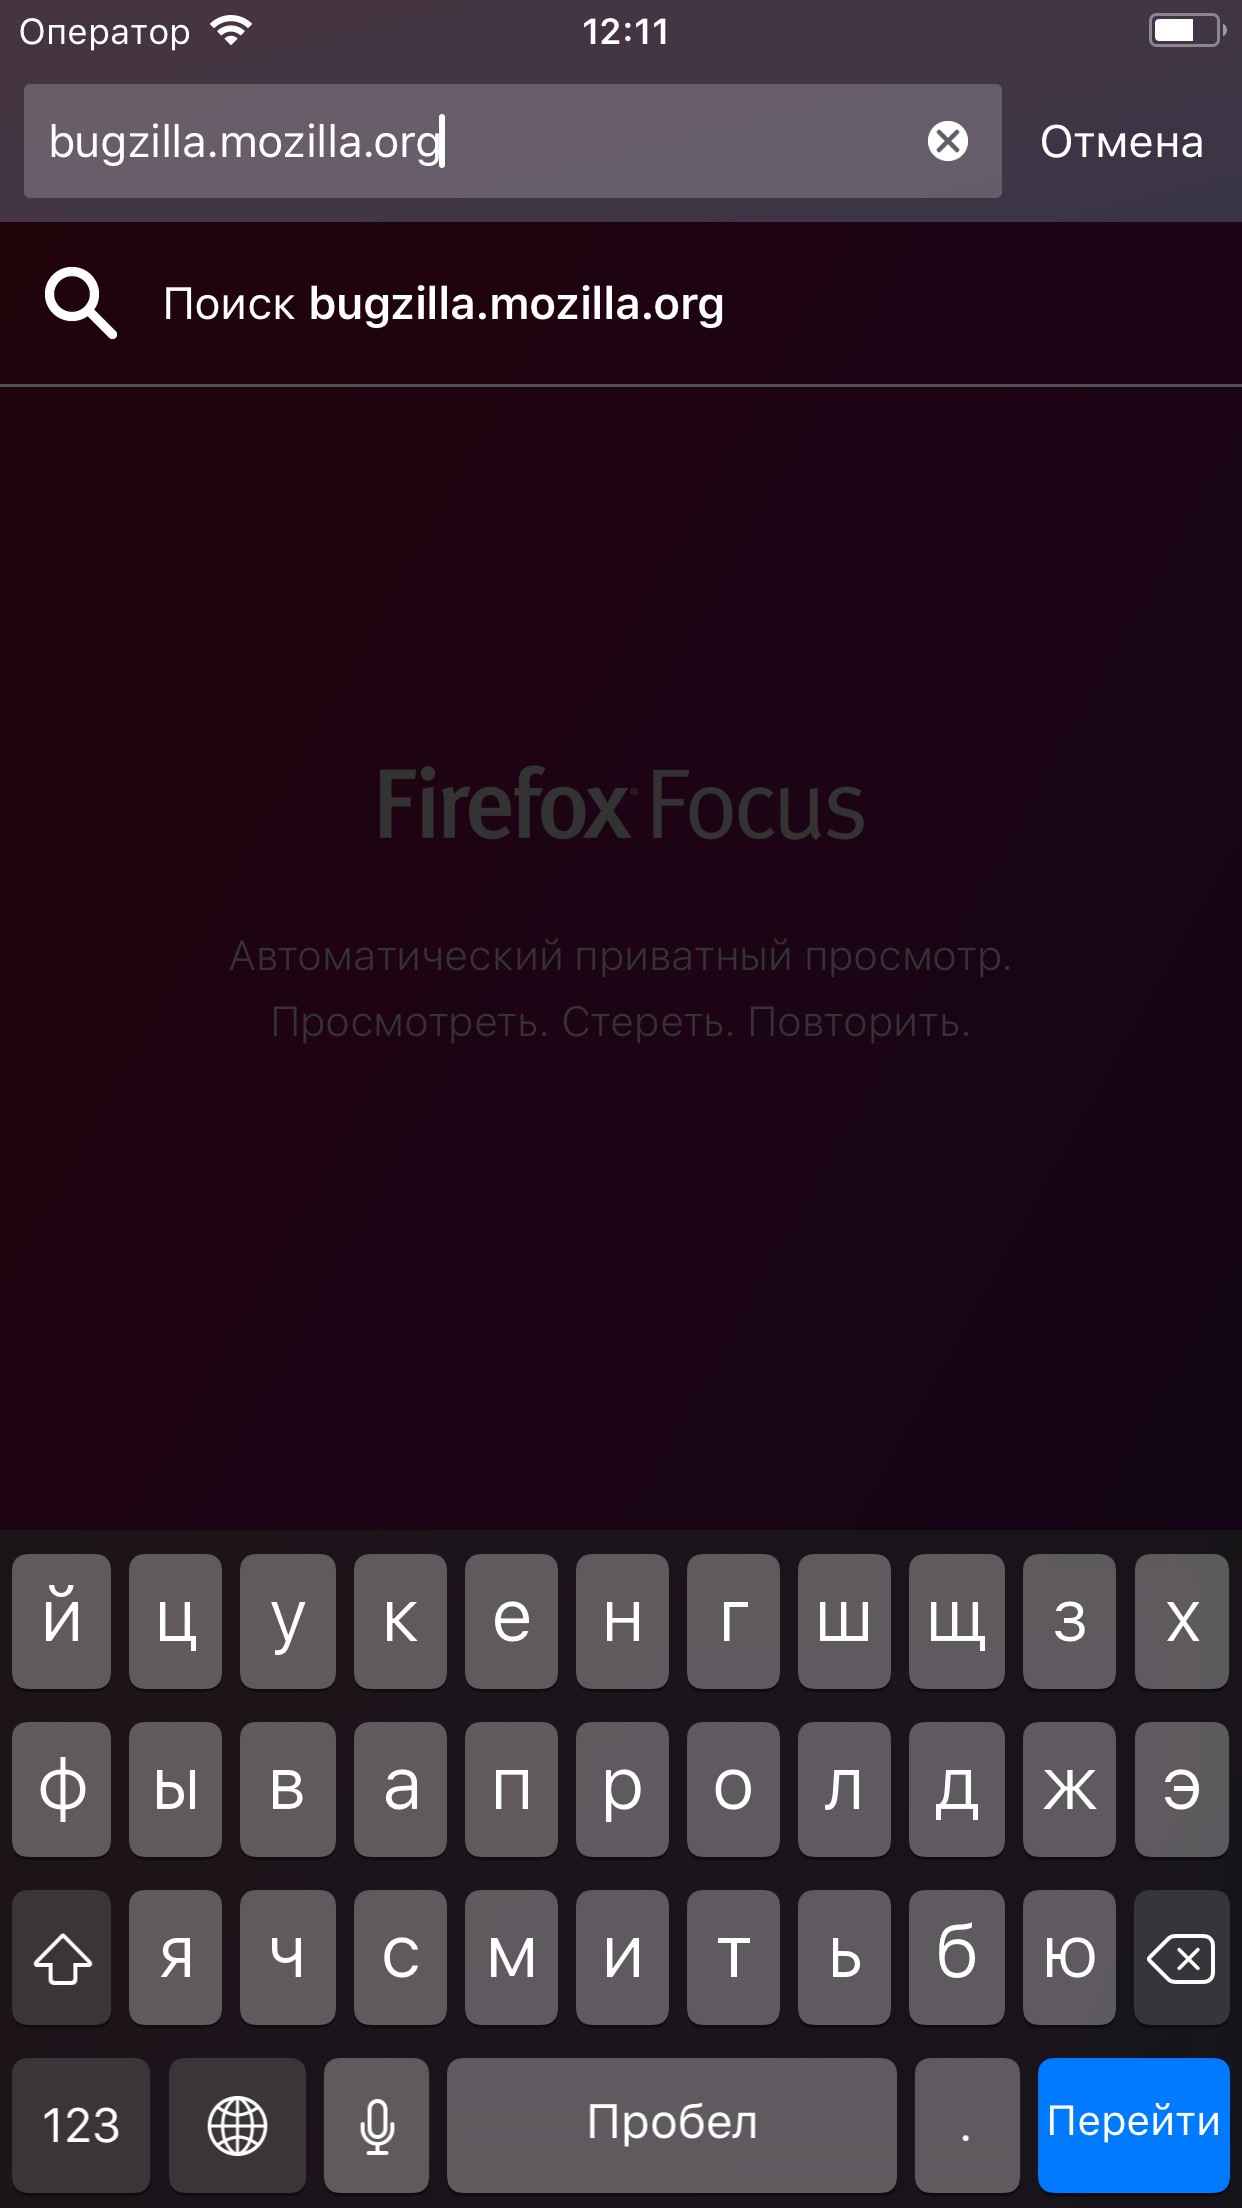 Оператор 12:11
bugzilla.mozilla.org Отмена
Поиск bugzilla.mozilla.org
Firefox® Focus
Автоматический приватный просмотр.
Просмотреть. Стереть. Повторить.
й ц у к е н г ш щ з х
ф ы в а п р о л д ж э
я ч с м и т ь б ю
123 Пробел . Перейти